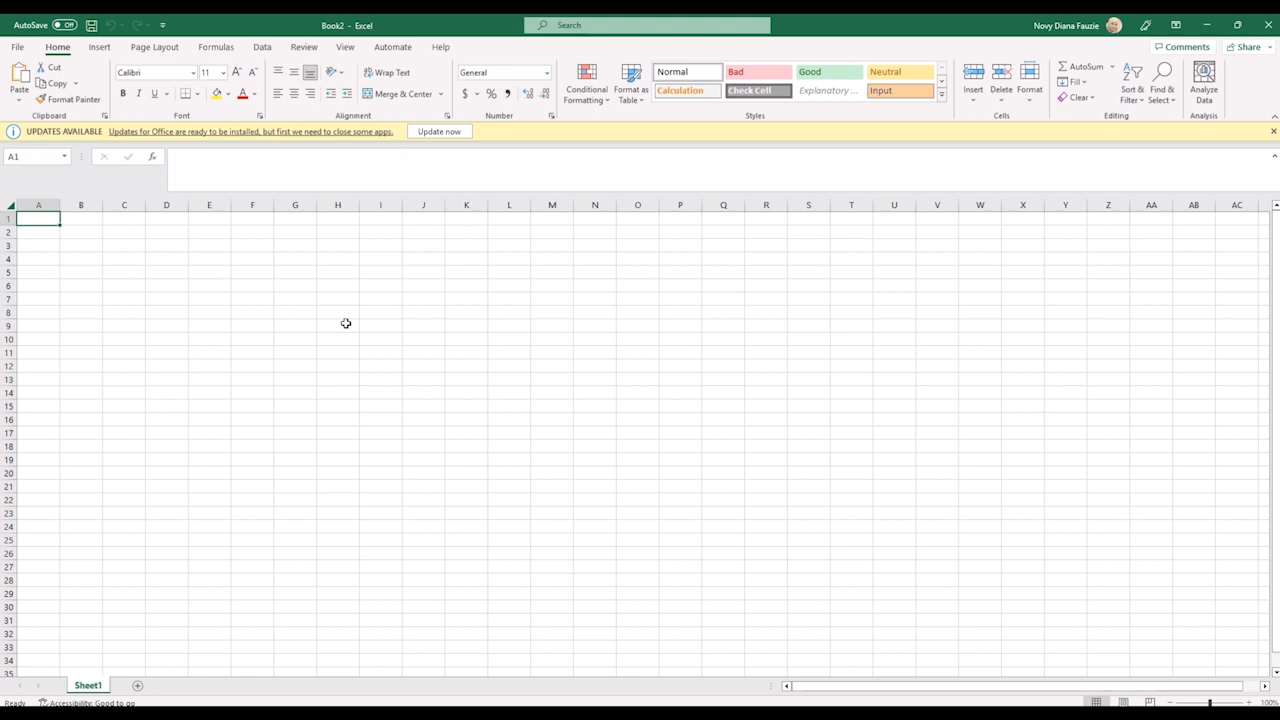 AutoSave Off Book2 - Excel Search Novy Diana Fauzie
File Home Insert Page Layout Formulas Data Review View Automate Help Comments Share
Paste Cut Copy Format Painter
Clipboard
Calibri 11 A A
B I U A
Font
Wrap Text
Merge & Center
Alignment
General
$ % 9
Number
Conditional Formatting
Format as Table
Normal Bad Good Neutral
Calculation Check Cell Explanatory ... Input
Styles
Insert Delete Format
Cells
AutoSum
Fill
Clear
Sort & Filter
Find & Select
Editing
Analyze Data
Analysis
UPDATES AVAILABLE Updates for Office are ready to be installed, but first we need to close some apps. Update now
A1 fx
A B C D E F G H I J K L M N O P Q R S T U V W X Y Z AA AB AC
1
2
3
4
5
6
7
8
9
10
11
12
13
14
15
16
17
18
19
20
21
22
23
24
25
26
27
28
29
30
31
32
33
34
35
Sheet1
Ready Accessibility: Good to go 100%